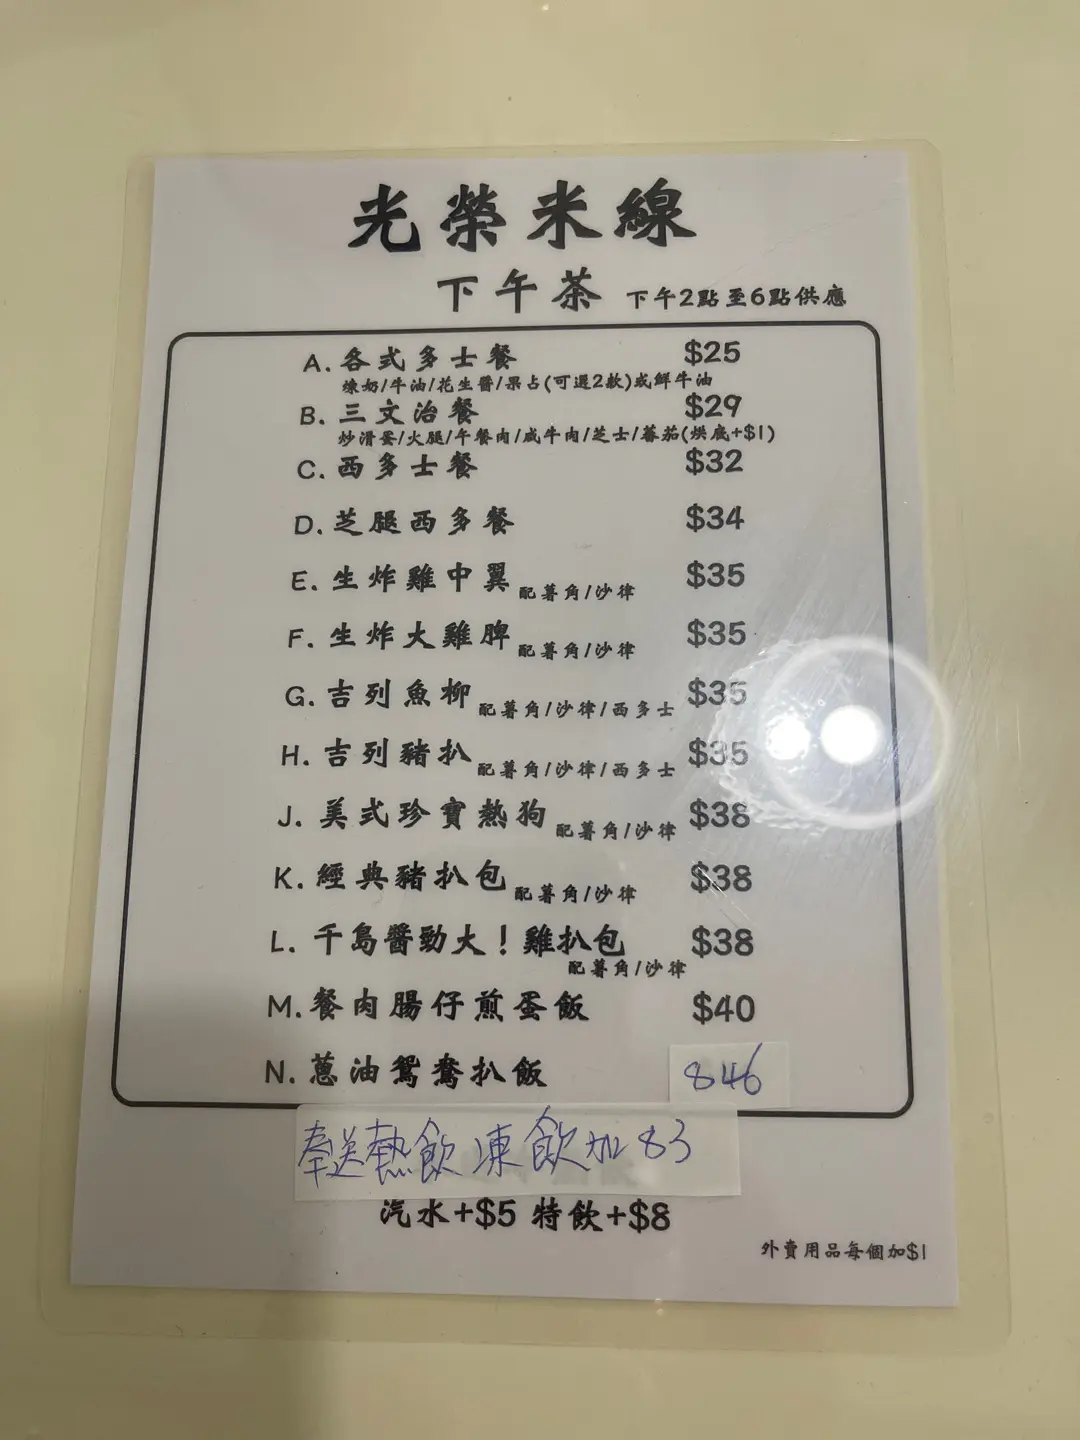 光榮米線
下午茶 下午2點至6點供應
A. 各式多士餐 $25
煉奶/牛油/花生醬/果占(可選2款)或鮮牛油
B. 三文治餐 $29
炒滑蛋/火腿/午餐肉/咸牛肉/芝士/蕃茄(烘底+$1)
C. 西多士餐 $32
D. 芝腿西多餐 $34
E. 生炸雞中翼 配薯角/沙律 $35
F. 生炸大雞脾 配薯角/沙律 $35
G. 吉列魚柳 配薯角/沙律/西多士 $35
H. 吉列豬扒 配薯角/沙律/西多士 $35
J. 美式珍寶熱狗 配薯角/沙律 $38
K. 經典豬扒包 配薯角/沙律 $38
L. 千島醬勁大!雞扒包 $38
配薯角/沙律
M. 餐肉腸仔煎蛋飯 $40
N. 蔥油鴛鴦扒飯 $46
奉送熱飲 凍飲加$3
汽水+$5 特飲+$8
外賣用品每個加$1